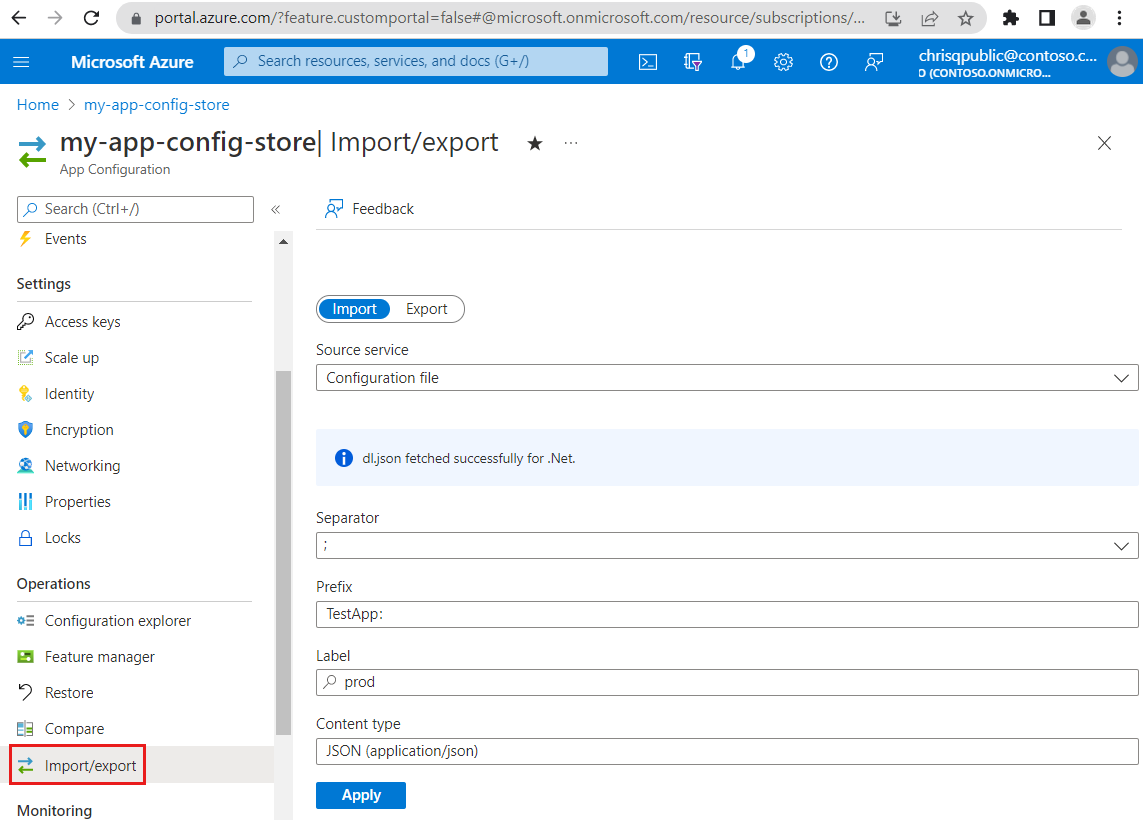 portal.azure.com/?feature.customportal=false#@microsoft.onmicrosoft.com/resource/subscriptions/...
Microsoft Azure
Search resources, services, and docs (G+/)
1
chrisqpublic@contoso.c...
(CONTOSO.ONMICRO...
Home > my-app-config-store
my-app-config-store| Import/export ★ ...
App Configuration
Search (Ctrl+/)
«
Feedback
Events
Settings
Access keys
Scale up
Identity
Encryption
Networking
Properties
Locks
Operations
Configuration explorer
Feature manager
Restore
Compare
Import/export
Monitoring
Import
Export
Source service
Configuration file
dl.json fetched successfully for .Net.
Separator
;
Prefix
TestApp:
Label
prod
Content type
JSON (application/json)
Apply